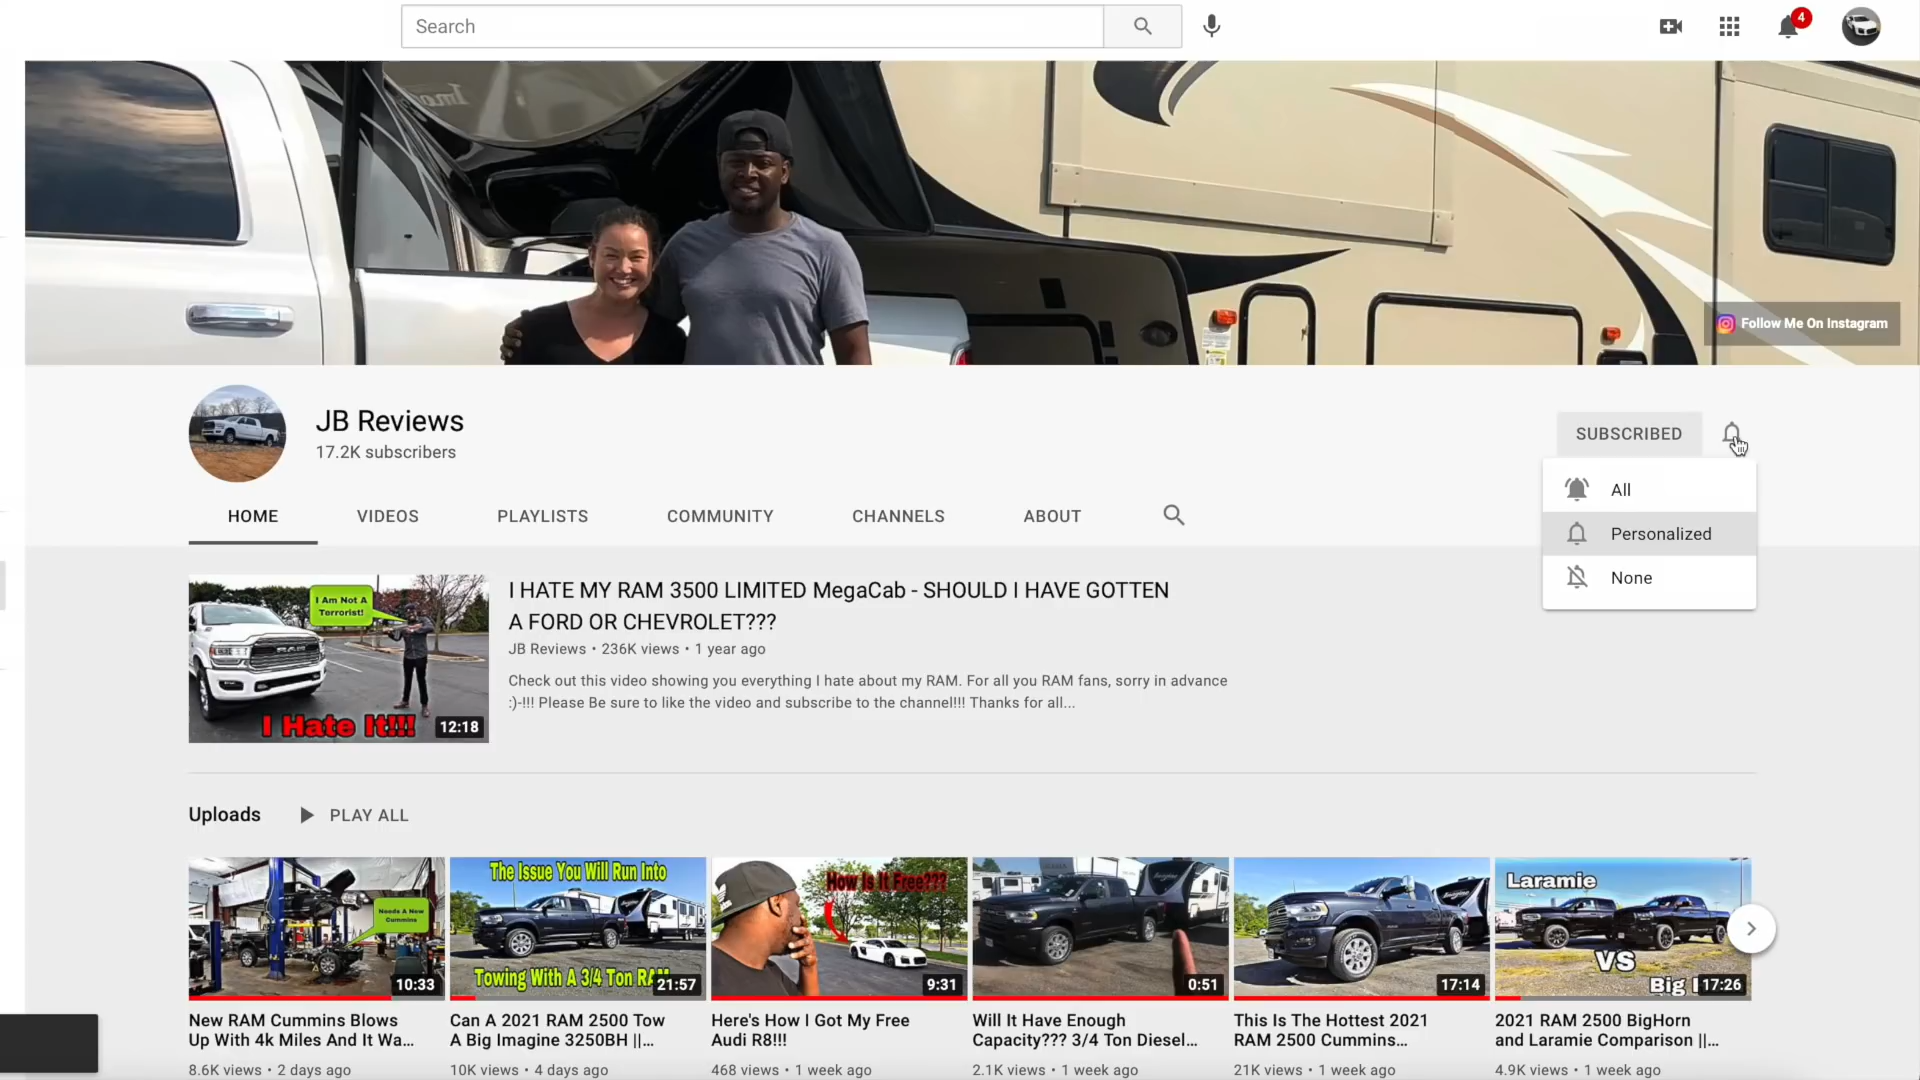 Search
4
Imag
Follow Me On Instagram
JB Reviews
17.2K subscribers
SUBSCRIBED
All
Personalized
None
HOME
VIDEOS
PLAYLISTS
COMMUNITY
CHANNELS
ABOUT
I Am Not A
Terrorist!
RAM
I Hate It!!!
12:18
I HATE MY RAM 3500 LIMITED MegaCab - SHOULD I HAVE GOTTEN
A FORD OR CHEVROLET???
JB Reviews • 236K views • 1 year ago
Check out this video showing you everything I hate about my RAM. For all you RAM fans, sorry in advance
:)-!!! Please Be sure to like the video and subscribe to the channel!!! Thanks for all...
Uploads
PLAY ALL
Needs A New
Cummins
10:33
The Issue You Will Run Into
Towing With A 3/4 Ton RAM
21:57
How Is It Free???
9:31
0:51
17:14
Laramie
VS
Big
17:26
New RAM Cummins Blows
Up With 4k Miles And It Wa...
8.6K views • 2 days ago
Can A 2021 RAM 2500 Tow
A Big Imagine 3250BH ||...
10K views • 4 days ago
Here's How I Got My Free
Audi R8!!!
468 views • 1 week ago
Will It Have Enough
Capacity??? 3/4 Ton Diesel...
2.1K views • 1 week ago
This Is The Hottest 2021
RAM 2500 Cummins...
21K views • 1 week ago
2021 RAM 2500 BigHorn
and Laramie Comparison ||...
4.9K views • 1 week ago